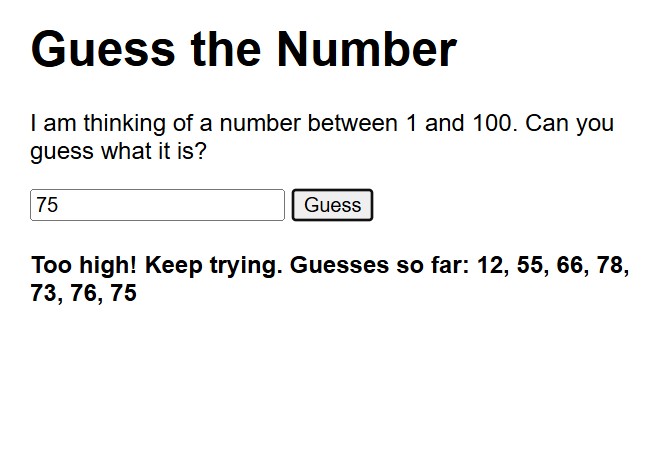 Guess the Number
I am thinking of a number between 1 and 100. Can you
guess what it is?
75 Guess
Too high! Keep trying. Guesses so far: 12, 55, 66, 78,
73, 76, 75